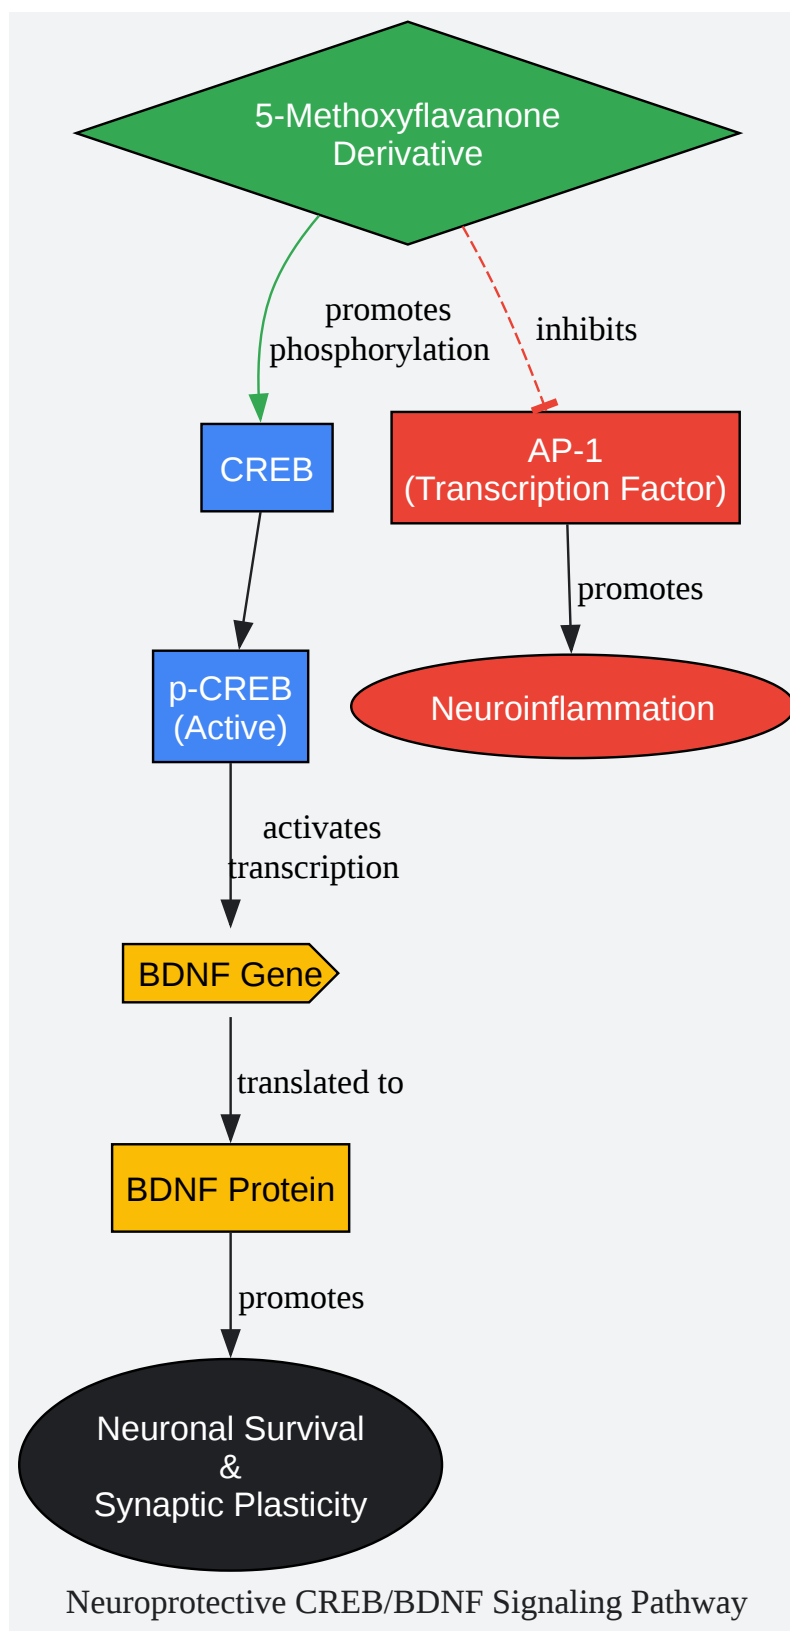 5-Methoxyflavanone
Derivative
promotes
phosphorylation
inhibits
CREB
AP-1
(Transcription Factor)
promotes
p-CREB
(Active)
Neuroinflammation
activates
transcription
BDNF Gene
translated to
BDNF Protein
promotes
Neuronal Survival
&
Synaptic Plasticity
Neuroprotective CREB/BDNF Signaling Pathway